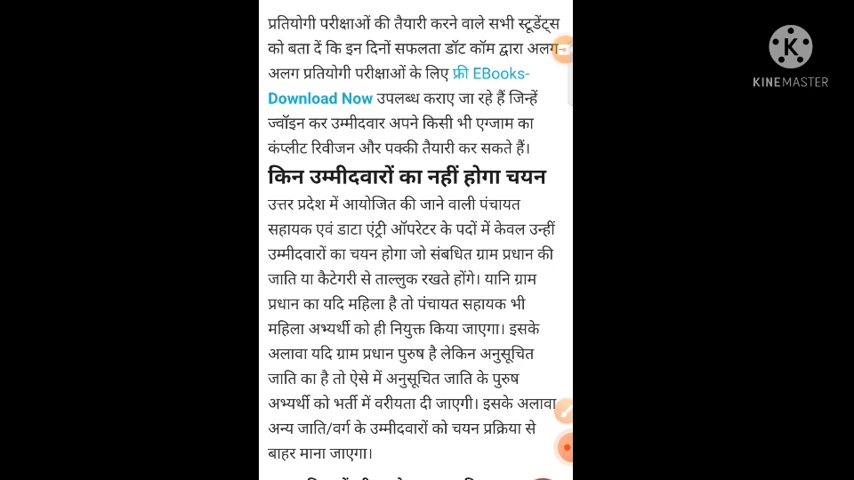 प्रतियोगी परीक्षाओं की तैयारी करने वाले सभी स्टूडेंट्स
को बता दें कि इन दिनों सफलता डॉट कॉम द्वारा अलग-
अलग प्रतियोगी परीक्षाओं के लिए फ्री EBooks-
Download Now उपलब्ध कराए जा रहे हैं जिन्हें
ज्वॉइन कर उम्मीदवार अपने किसी भी एग्जाम का
कंप्लीट रिवीजन और पक्की तैयारी कर सकते हैं।
किन उम्मीदवारों का नहीं होगा चयन
उत्तर प्रदेश में आयोजित की जाने वाली पंचायत
सहायक एवं डाटा एंट्री ऑपरेटर के पदों में केवल उन्हीं
उम्मीदवारों का चयन होगा जो संबधित ग्राम प्रधान की
जाति या कैटेगरी से ताल्लुक रखते होंगे। यानि ग्राम
प्रधान का यदि महिला है तो पंचायत सहायक भी
महिला अभ्यर्थी को ही नियुक्त किया जाएगा। इसके
अलावा यदि ग्राम प्रधान पुरुष है लेकिन अनुसूचित
जाति का है तो ऐसे में अनुसूचित जाति के पुरुष
अभ्यर्थी को भर्ती में वरीयता दी जाएगी। इसके अलावा
अन्य जाति/वर्ग के उम्मीदवारों को चयन प्रक्रिया से
बाहर माना जाएगा।
K
KINEMASTER